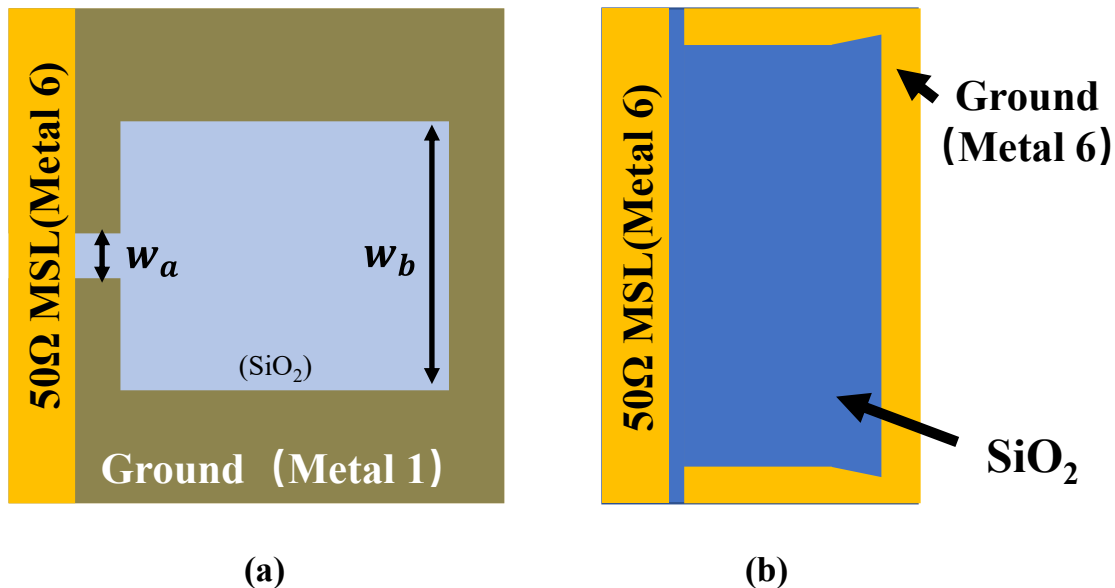 50Ω MSL(Metal 6)
w_a
w_b
(SiO₂)
Ground（Metal 1）
(a)
50Ω MSL(Metal 6)
Ground
（Metal 6）
SiO₂
(b)